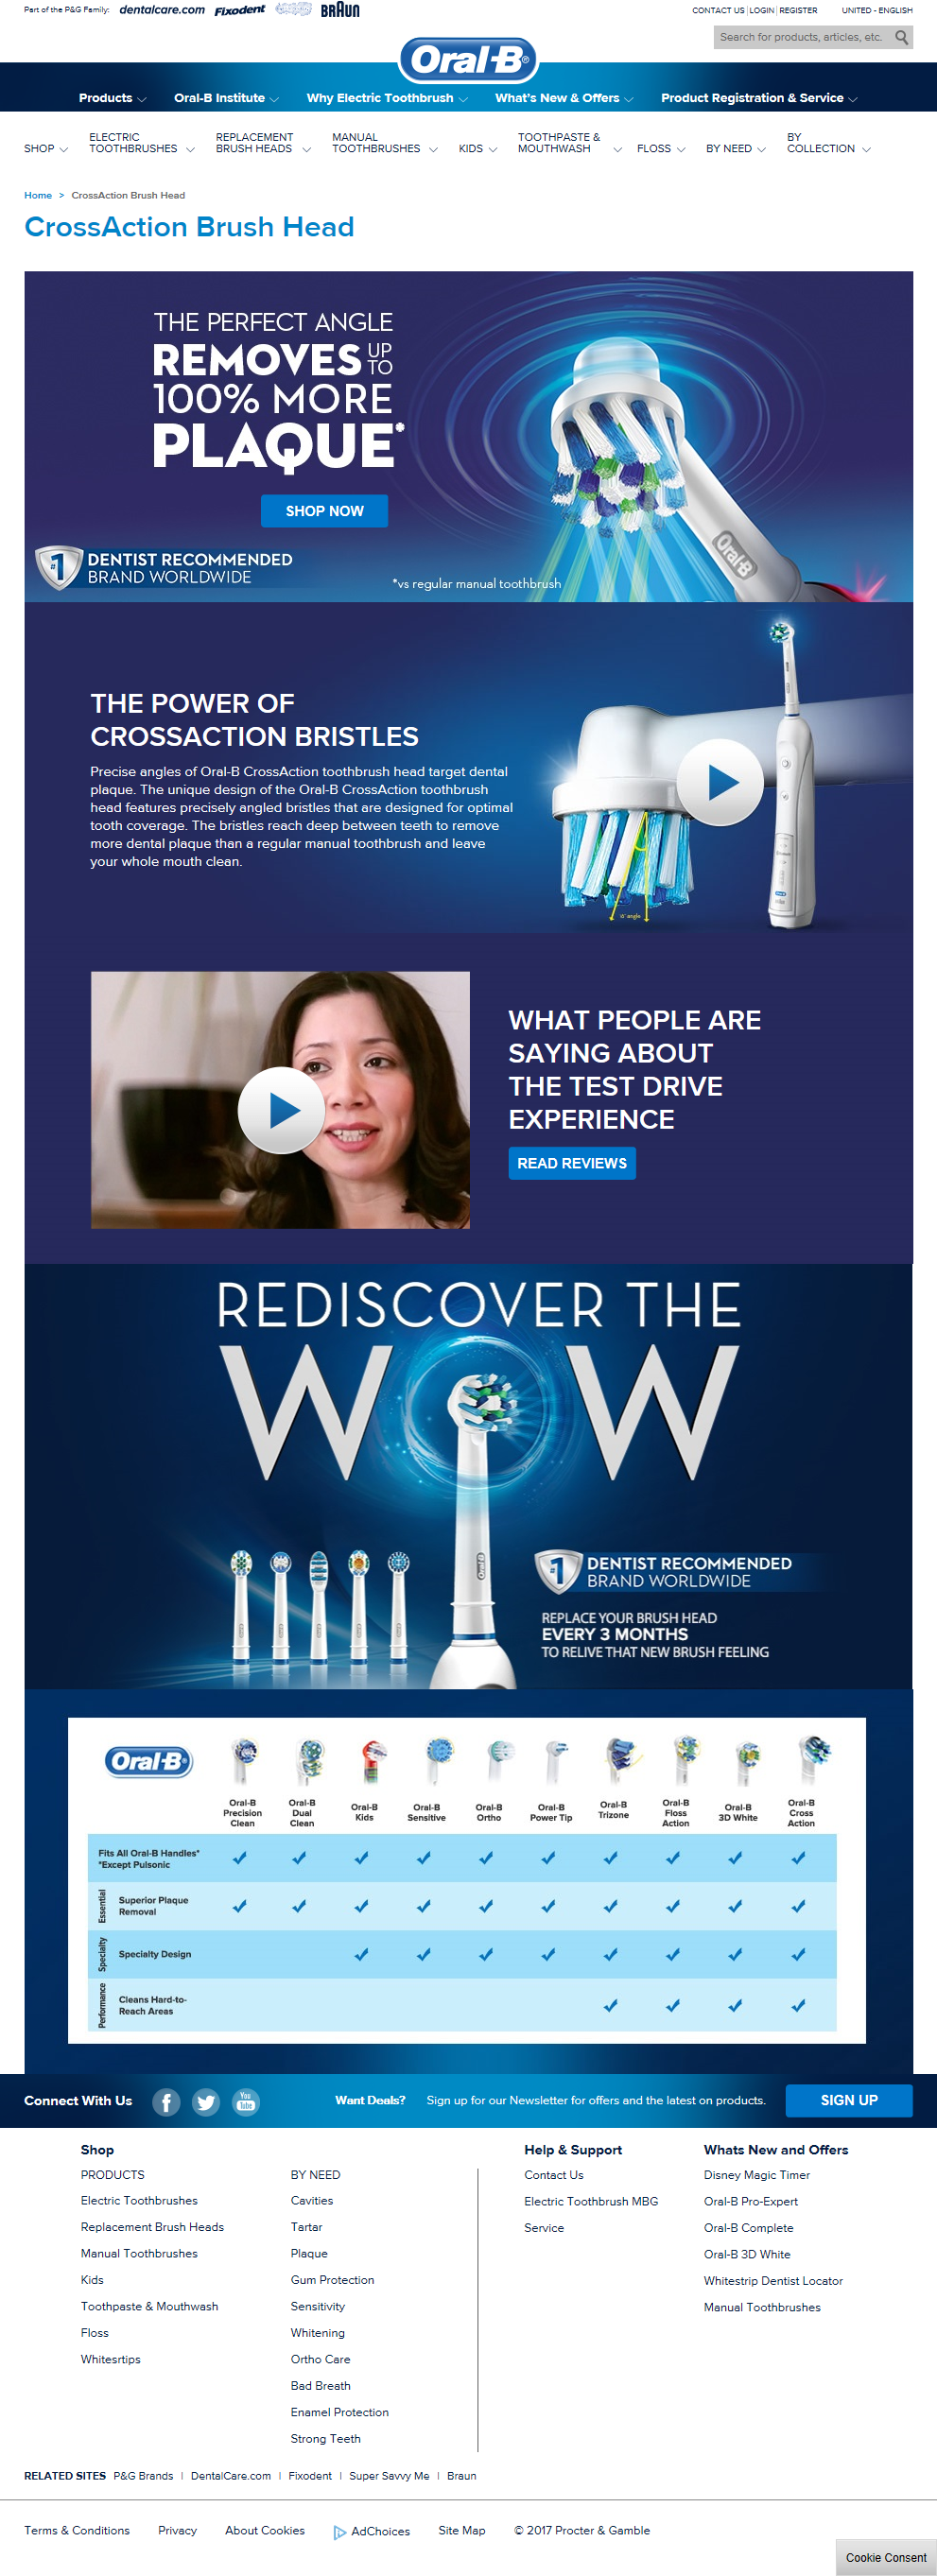 Part of the P&G Family: dentalcare.com Fixodent BRAUN
CONTACT US | LOGIN | REGISTER UNITED - ENGLISH
Search for products, articles, etc.
Oral-B®
Products Oral-B Institute Why Electric Toothbrush What's New & Offers Product Registration & Service
SHOP ELECTRIC TOOTHBRUSHES REPLACEMENT BRUSH HEADS MANUAL TOOTHBRUSHES KIDS TOOTHPASTE & MOUTHWASH FLOSS BY NEED BY COLLECTION
Home > CrossAction Brush Head
CrossAction Brush Head
THE PERFECT ANGLE
REMOVES UP TO
100% MORE
PLAQUE*
SHOP NOW
#1 DENTIST RECOMMENDED
BRAND WORLDWIDE
*vs regular manual toothbrush
Oral-B
THE POWER OF
CROSSACTION BRISTLES
Precise angles of Oral-B CrossAction toothbrush head target dental
plaque. The unique design of the Oral-B CrossAction toothbrush
head features precisely angled bristles that are designed for optimal
tooth coverage. The bristles reach deep between teeth to remove
more dental plaque than a regular manual toothbrush and leave
your whole mouth clean.
WHAT PEOPLE ARE
SAYING ABOUT
THE TEST DRIVE
EXPERIENCE
READ REVIEWS
REDISCOVER THE
WOW
Oral-B
#1 DENTIST RECOMMENDED
BRAND WORLDWIDE
REPLACE YOUR BRUSH HEAD
EVERY 3 MONTHS
TO RELIVE THAT NEW BRUSH FEELING
Oral-B®
Oral-B Precision Clean
Oral-B Dual Clean
Oral-B Kids
Oral-B Sensitive
Oral-B Ortho
Oral-B Power Tip
Oral-B Trizone
Oral-B Floss Action
Oral-B 3D White
Oral-B Cross Action
Fits All Oral-B Handles*
*Except Pulsonic
Essential
Superior Plaque
Removal
Specialty
Specialty Design
Performance
Cleans Hard-to-
Reach Areas
Connect With Us You Tube Want Deals? Sign up for our Newsletter for offers and the latest on products. SIGN UP
Shop
PRODUCTS
Electric Toothbrushes
Replacement Brush Heads
Manual Toothbrushes
Kids
Toothpaste & Mouthwash
Floss
Whitesrtips
BY NEED
Cavities
Tartar
Plaque
Gum Protection
Sensitivity
Whitening
Ortho Care
Bad Breath
Enamel Protection
Strong Teeth
Help & Support
Contact Us
Electric Toothbrush MBG
Service
Whats New and Offers
Disney Magic Timer
Oral-B Pro-Expert
Oral-B Complete
Oral-B 3D White
Whitestrip Dentist Locator
Manual Toothbrushes
RELATED SITES P&G Brands | DentalCare.com | Fixodent | Super Savvy Me | Braun
Terms & Conditions Privacy About Cookies AdChoices Site Map © 2017 Procter & Gamble
Cookie Consent